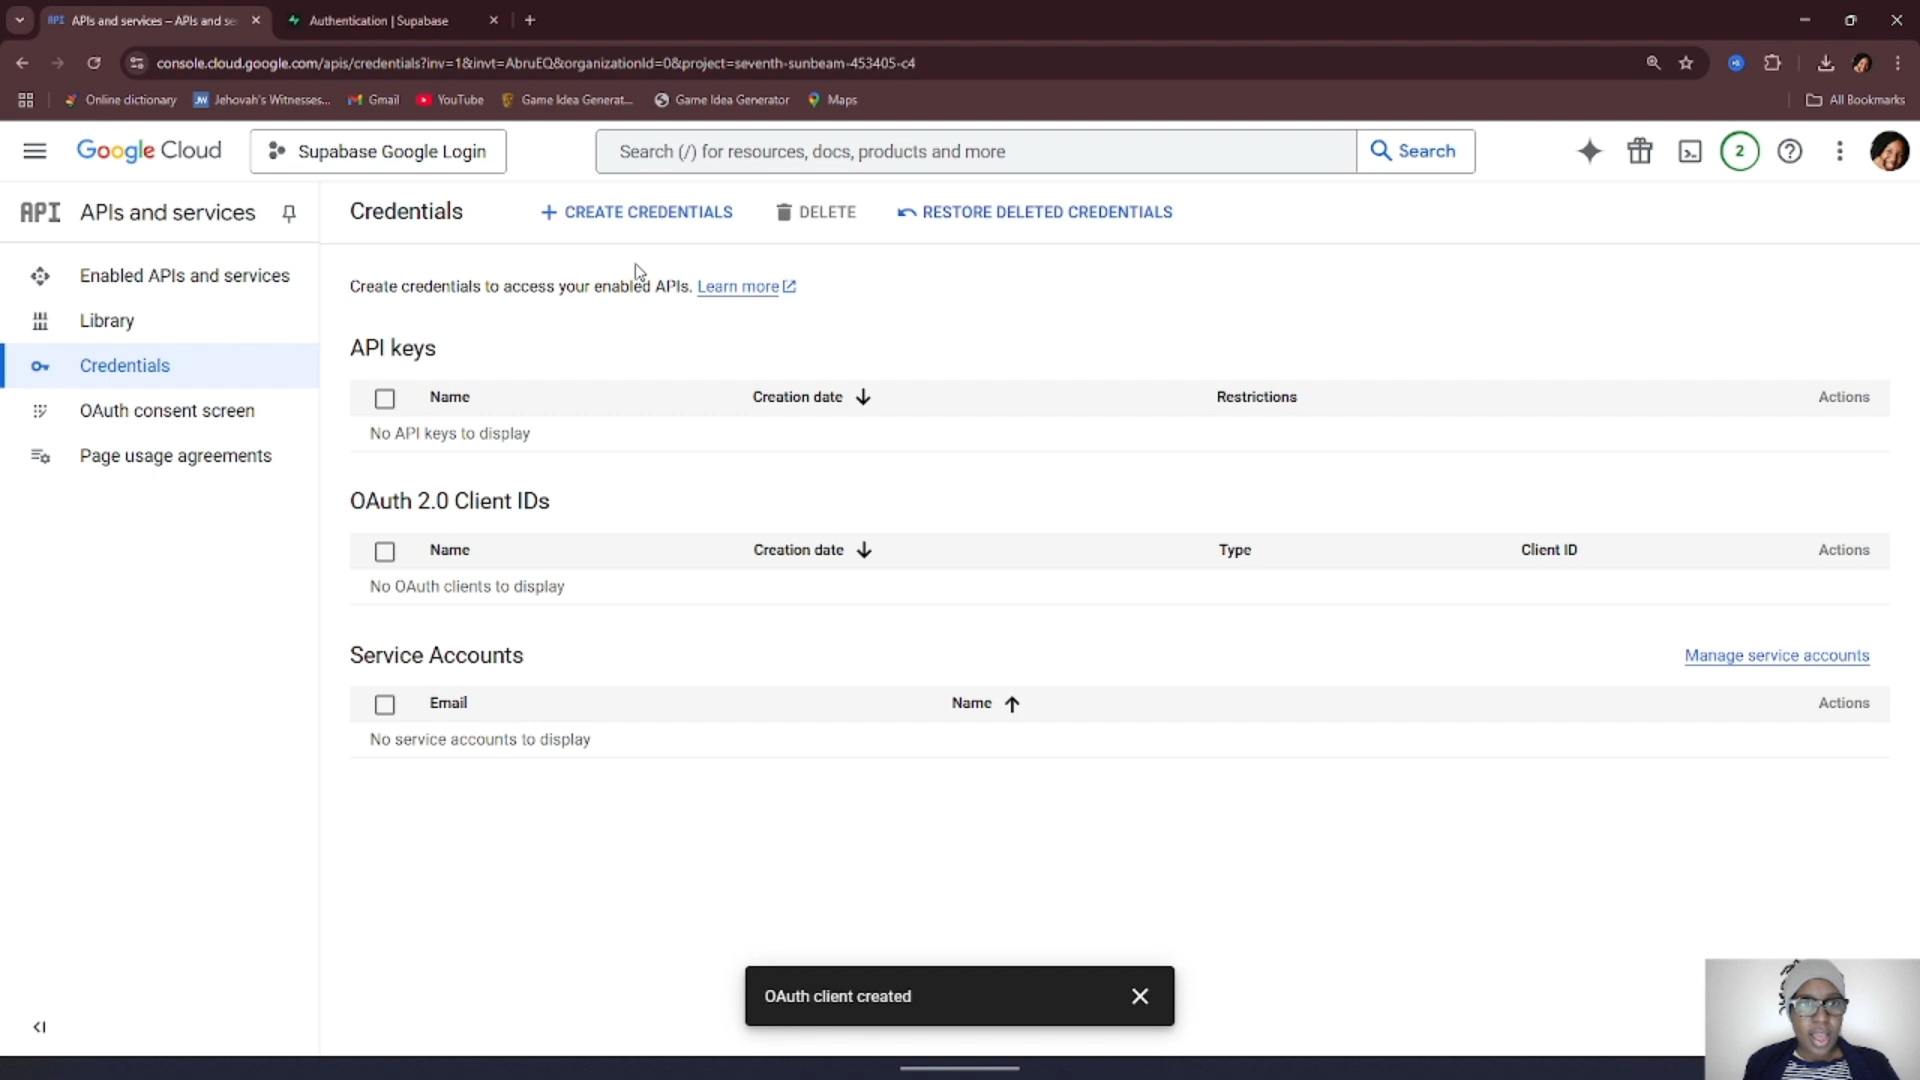 API APIs and services – APIs and se
Authentication | Supabase
console.cloud.google.com/apis/credentials?inv=1&invt=AbruEQ&organizationId=0&project=seventh-sunbeam-453405-c4
Online dictionary
JW Jehovah's Witnesses...
Gmail
YouTube
Game Idea Generat...
Game Idea Generator
Maps
All Bookmarks
Google Cloud
Supabase Google Login
Search (/) for resources, docs, products and more
Search
2
API APIs and services
Credentials
CREATE CREDENTIALS
DELETE
RESTORE DELETED CREDENTIALS
Enabled APIs and services
Library
Credentials
OAuth consent screen
Page usage agreements
Create credentials to access your enabled APIs. Learn more
API keys
Name Creation date Restrictions Actions
No API keys to display
OAuth 2.0 Client IDs
Name Creation date Type Client ID Actions
No OAuth clients to display
Service Accounts
Manage service accounts
Email Name Actions
No service accounts to display
OAuth client created